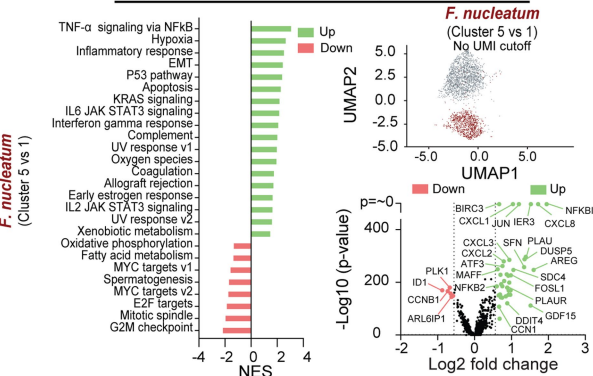 F. nucleatum
(Cluster 5 vs 1)
TNF-α signaling via NFkB
Hypoxia
Inflammatory response
EMT
P53 pathway
Apoptosis
KRAS signaling
IL6 JAK STAT3 signaling
Interferon gamma response
Complement
UV response v1
Oxygen species
Coagulation
Allograft rejection
Early estrogen response
IL2 JAK STAT3 signaling
UV response v2
Xenobiotic metabolism
Oxidative phosphorylation
Fatty acid metabolism
MYC targets v1
Spermatogenesis
MYC targets v2
E2F targets
Mitotic spindle
G2M checkpoint
Up
Down
-4 -2 0 2 4
NES
F. nucleatum
(Cluster 5 vs 1)
No UMI cutoff
UMAP2
5.0
2.5
0.0
-2.5
-5.0
-5.0 0.0 5.0
UMAP1
Down Up
-Log10 (p-value)
p=~0
400
200
0
BIRC3
NFKBI
CXCL1 JUN IER3 CXCL8
CXCL3 SFN PLAU
CXCL2 DUSP5
ATF3 AREG
PLK1 MAFF SDC4
ID1 NFKB2 FOSL1
CCNB1 PLAUR
ARL6IP1 GDF15
DDIT4
CCN1
-2 -1 0 1 2 3
Log2 fold change